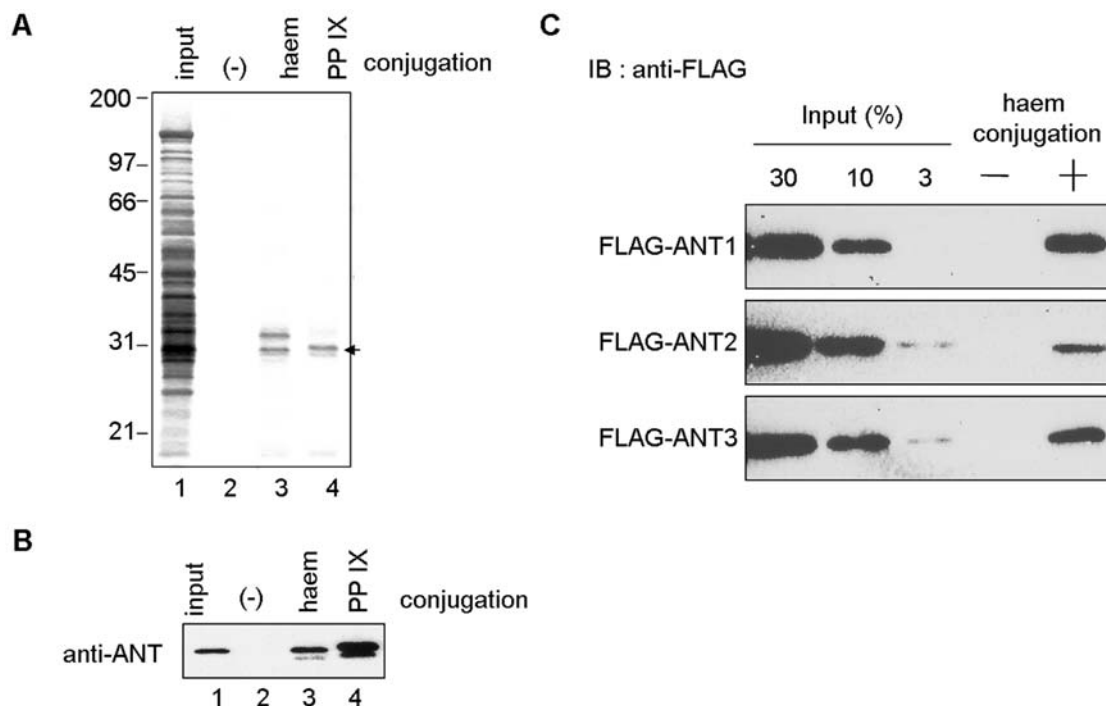 A
input
(-)
haem
PP IX
conjugation
200
97
66
45
31
21
1 2 3 4
B
input
(-)
haem
PP IX
conjugation
anti-ANT
1 2 3 4
C
IB : anti-FLAG
Input (%)
haem
conjugation
30 10 3 — +
FLAG-ANT1
FLAG-ANT2
FLAG-ANT3